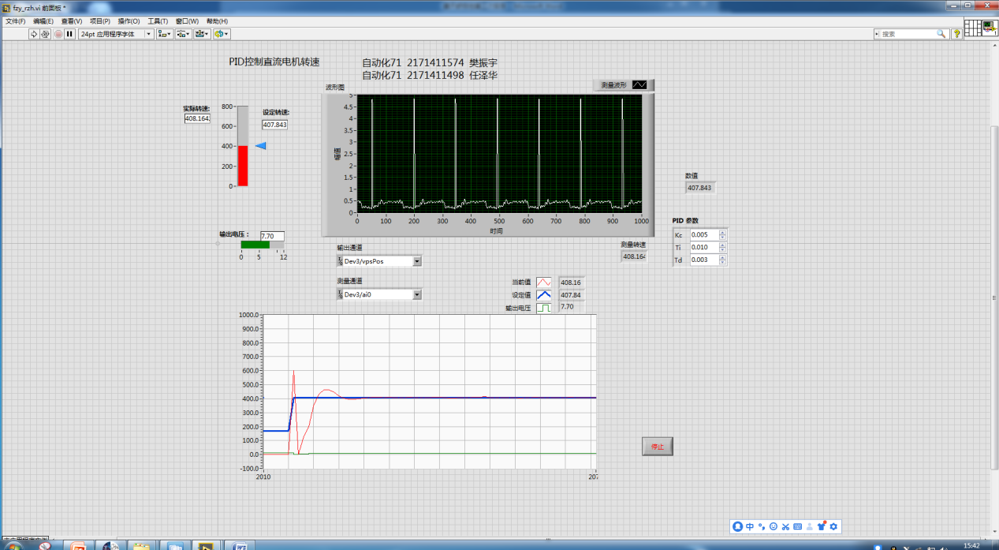 fzy_rzh.vi 前面板 *
文件(F) 编辑(E) 查看(V) 项目(P) 操作(O) 工具(T) 窗口(W) 帮助(H)
24pt 应用程序字体
搜索
PID控制直流电机转速
自动化71 2171411574 樊振宇
自动化71 2171411498 任泽华
波形图
测量波形
实际转速:
408.164
设定转速:
407.843
800
600
400
200
0
幅值
5
4.5
4
3.5
3
2.5
2
1.5
1
0.5
0
0 100 200 300 400 500 600 700 800 900 1000
时间
数值
407.843
PID 参数
Kc 0.005
Ti 0.010
Td 0.003
输出电压：
7.70
0 5 12
输出通道
Dev3/vpsPos
测量通道
Dev3/ai0
测量转速
408.164
当前值 408.16
设定值 407.84
输出电压 7.70
1000.0
900.0
800.0
700.0
600.0
500.0
400.0
300.0
200.0
100.0
0.0
-100.0
2010
207
停止
中
15:42